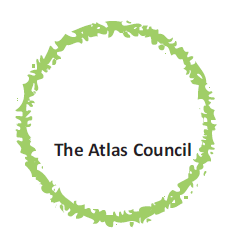 The Atlas Council